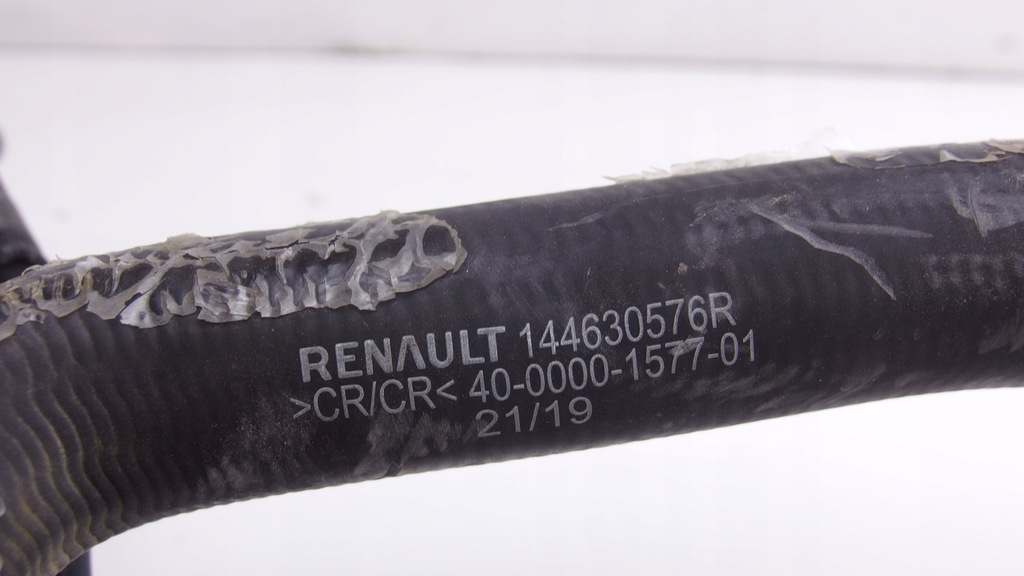 RENAULT 144630576R
>CR/CR< 40-0000-1577-01
21/19